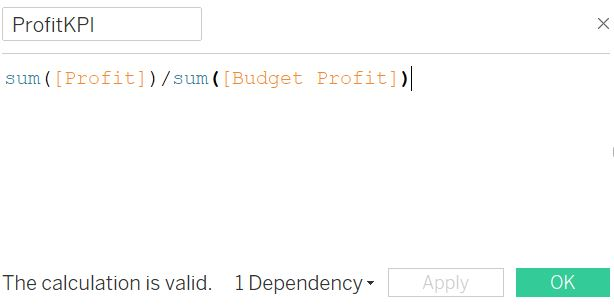 ProfitKPI
sum([Profit])/sum([Budget Profit])
The calculation is valid. 1 Dependency Apply OK